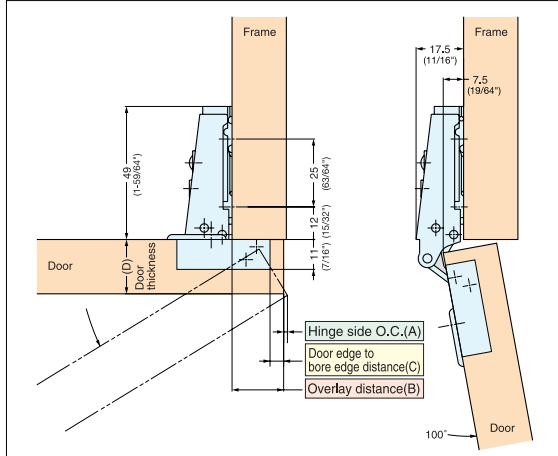 Frame
Frame
17.5
(11/16")
7.5
(19/64")
49
(1-59/64")
25
(63/64")
12
(15/32")
11
(7/16")
Door
(D)
Door
thickness
Hinge side O.C.(A)
Door edge to
bore edge distance(C)
Overlay distance(B)
100°
Door